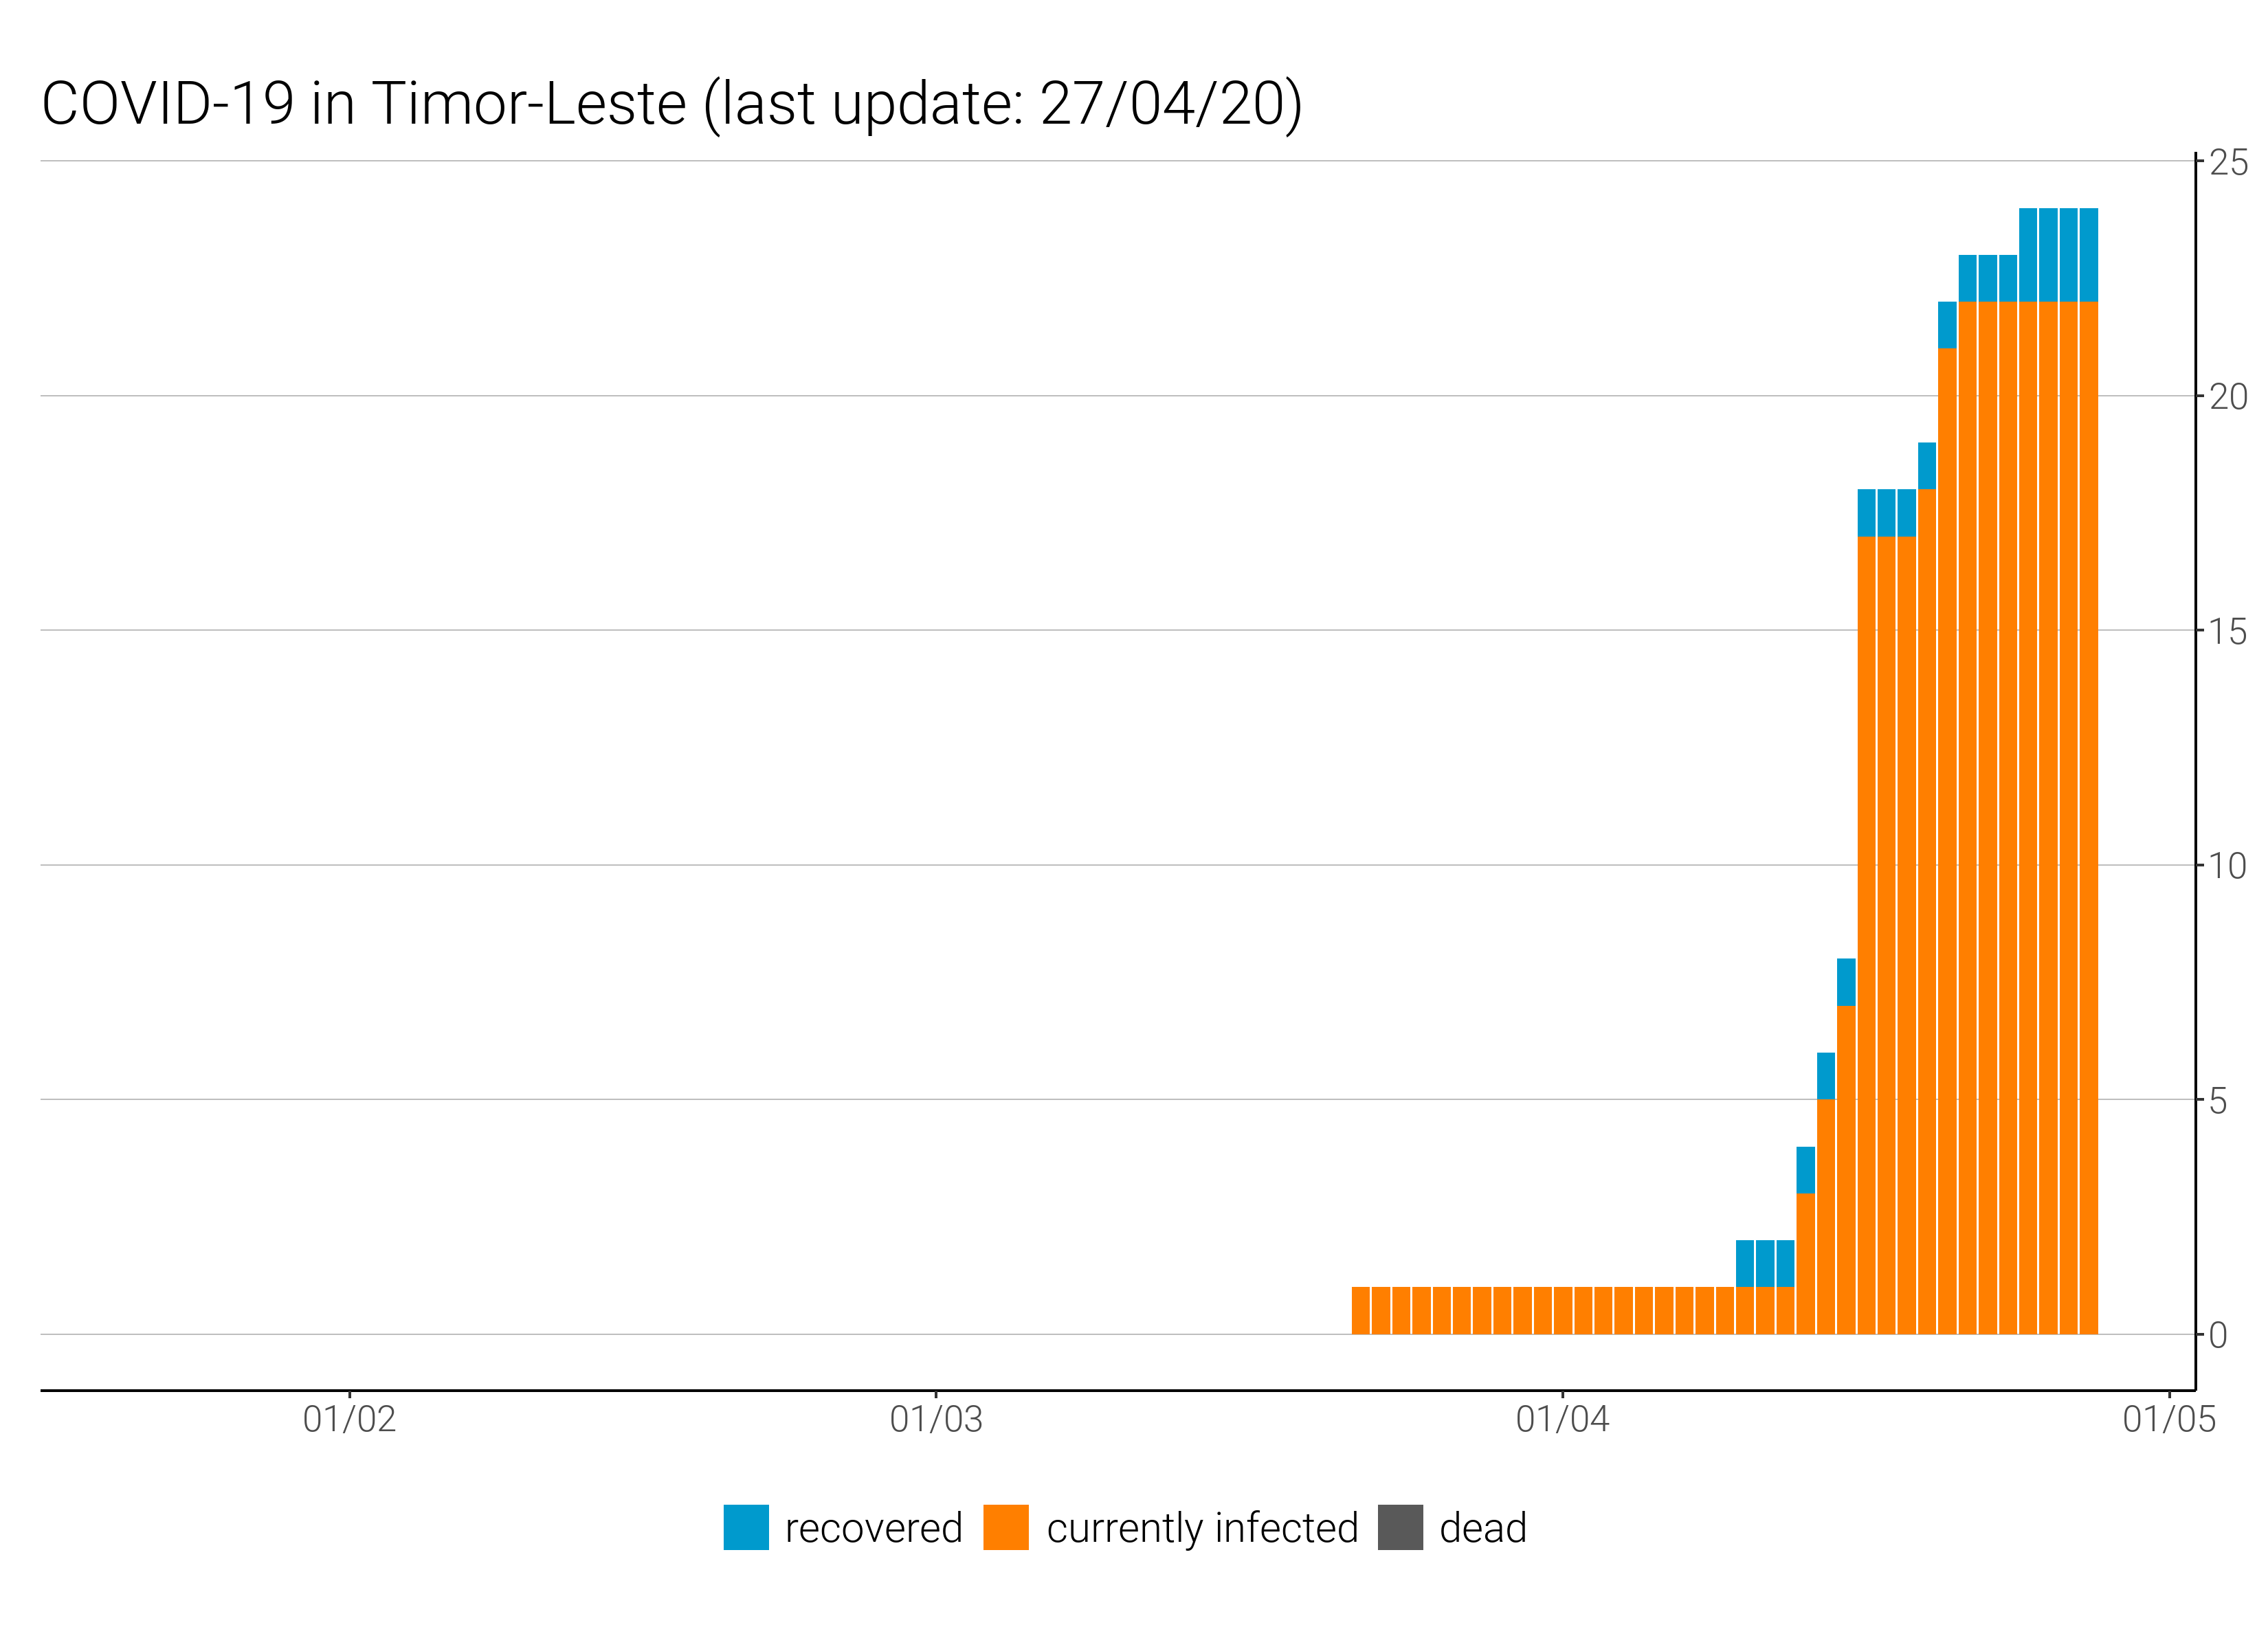 COVID-19 in Timor-Leste (last update: 27/04/20)
25
20
15
10
5
0
01/02 01/03 01/04 01/05
recovered currently infected dead